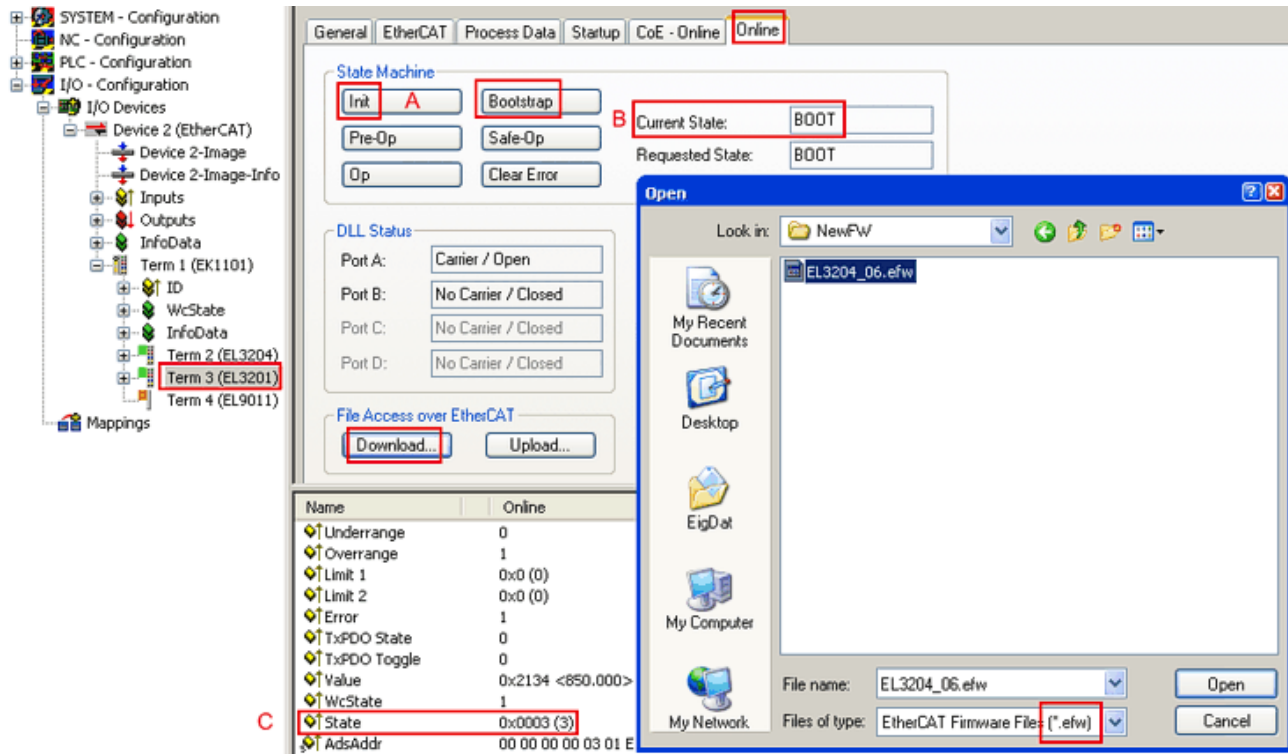 SYSTEM - Configuration
NC - Configuration
PLC - Configuration
I/O - Configuration
I/O Devices
Device 2 (EtherCAT)
Device 2-Image
Device 2-Image-Info
Inputs
Outputs
InfoData
Term 1 (EK1101)
ID
WcState
InfoData
Term 2 (EL3204)
Term 3 (EL3201)
Term 4 (EL9011)
Mappings
General EtherCAT Process Data Startup CoE - Online Online
State Machine
Init A Bootstrap
Pre-Op Safe-Op
Op Clear Error
B Current State: BOOT
Requested State: BOOT
DLL Status
Port A: Carrier / Open
Port B: No Carrier / Closed
Port C: No Carrier / Closed
Port D: No Carrier / Closed
File Access over EtherCAT
Download... Upload...
Name Online
Underrange 0
Overrange 1
Limit 1 0x0 (0)
Limit 2 0x0 (0)
Error 1
TxPDO State 0
TxPDO Toggle 0
Value 0x2134 <850.000>
WcState 1
C State 0x0003 (3)
AdsAddr 00 00 00 00 03 01 E
Open
Look in: NewFW
EL3204_06.efw
My Recent
Documents
Desktop
EigDat
My Computer
My Network
File name: EL3204_06.efw Open
Files of type: EtherCAT Firmware Files (*.efw) Cancel